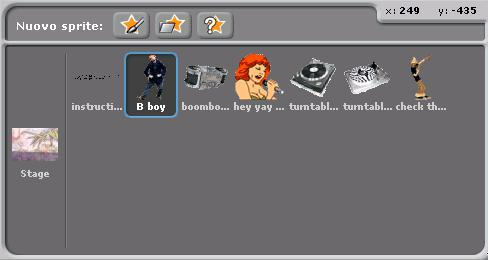 x: 249 y: -435
Nuovo sprite:
instructi... B boy boombo... hey yay ... turntabl... turntabl... check th...
Stage